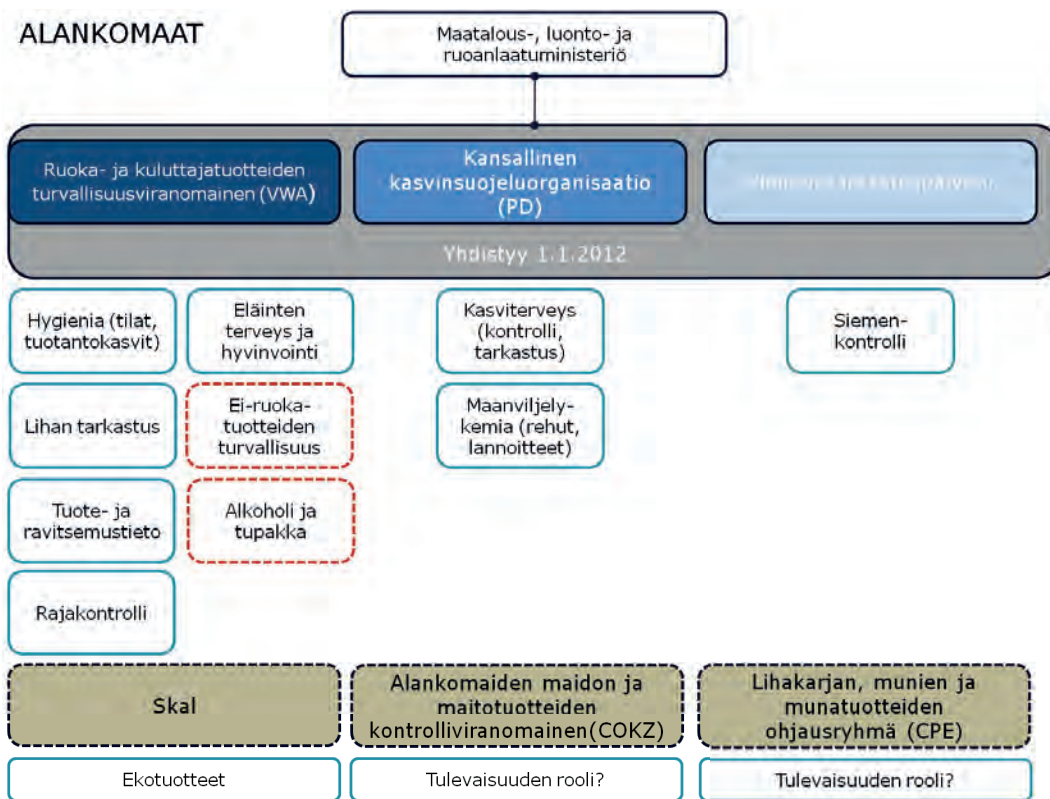 ALANKOMAAT
Maatalous-, luonto- ja
ruoanlaatuministeriö
Ruoka- ja kuluttajatuotteiden
turvallisuusviranomainen (VWA)
Kansallinen
kasvinsuojeluorganisaatio
(PD)
Yhdistyy 1.1.2012
Hygienia (tilat,
tuotantokasvit)
Eläinten
terveys ja
hyvinvointi
Kasviterveys
(kontrolli,
tarkastus)
Siemen-
kontrolli
Lihan tarkastus
Ei-ruoka-
tuotteiden
turvallisuus
Maanviljely-
kemia (rehut,
lannoitteet)
Tuote- ja
ravitsemustieto
Alkoholi ja
tupakka
Rajakontrolli
Skal
Alankomaiden maidon ja
maitotuotteiden
kontrolliviranomainen(COKZ)
Lihakarjan, munien ja
munatuotteiden
ohjausryhmä (CPE)
Ekotuotteet
Tulevaisuuden rooli?
Tulevaisuuden rooli?